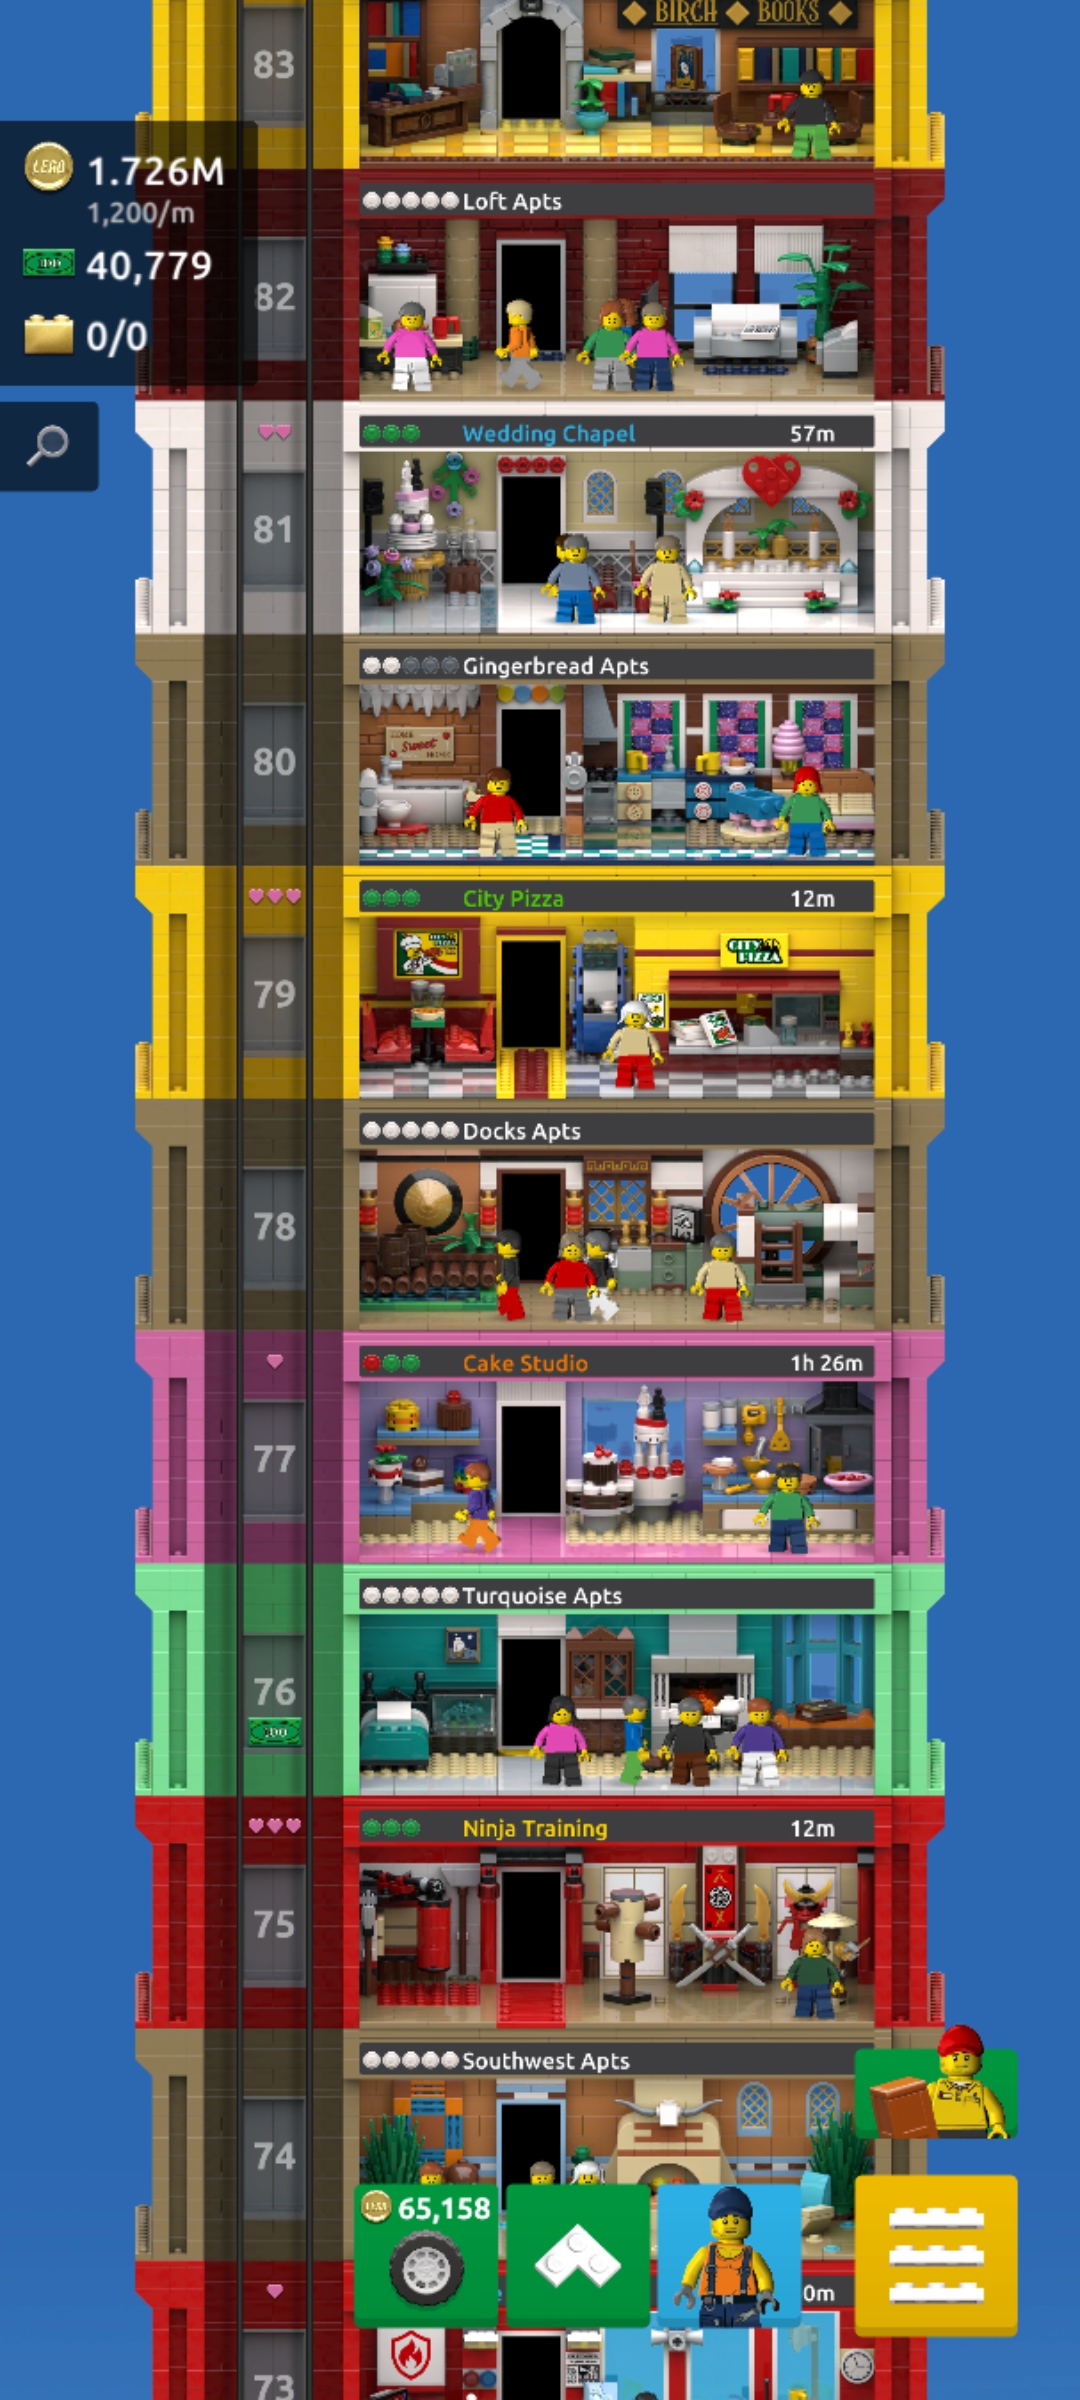 BIRCH BOOKS
83
1.726M
1,200/m
40,779
0/0
Loft Apts
82
Wedding Chapel 57m
81
Gingerbread Apts
Sweet
80
City Pizza 12m
CITY PIZZA
79
Docks Apts
78
Cake Studio 1h 26m
77
Turquoise Apts
76
Ninja Training 12m
75
Southwest Apts
74
65,158
0m
73